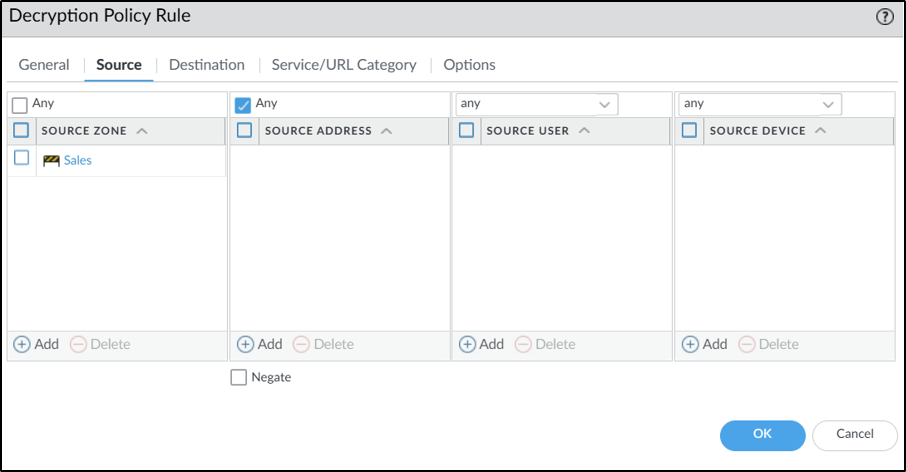 Decryption Policy Rule
General Source Destination Service/URL Category Options
Any Any any any
SOURCE ZONE SOURCE ADDRESS SOURCE USER SOURCE DEVICE
Sales
Add Delete Add Delete Add Delete Add Delete
Negate
OK Cancel